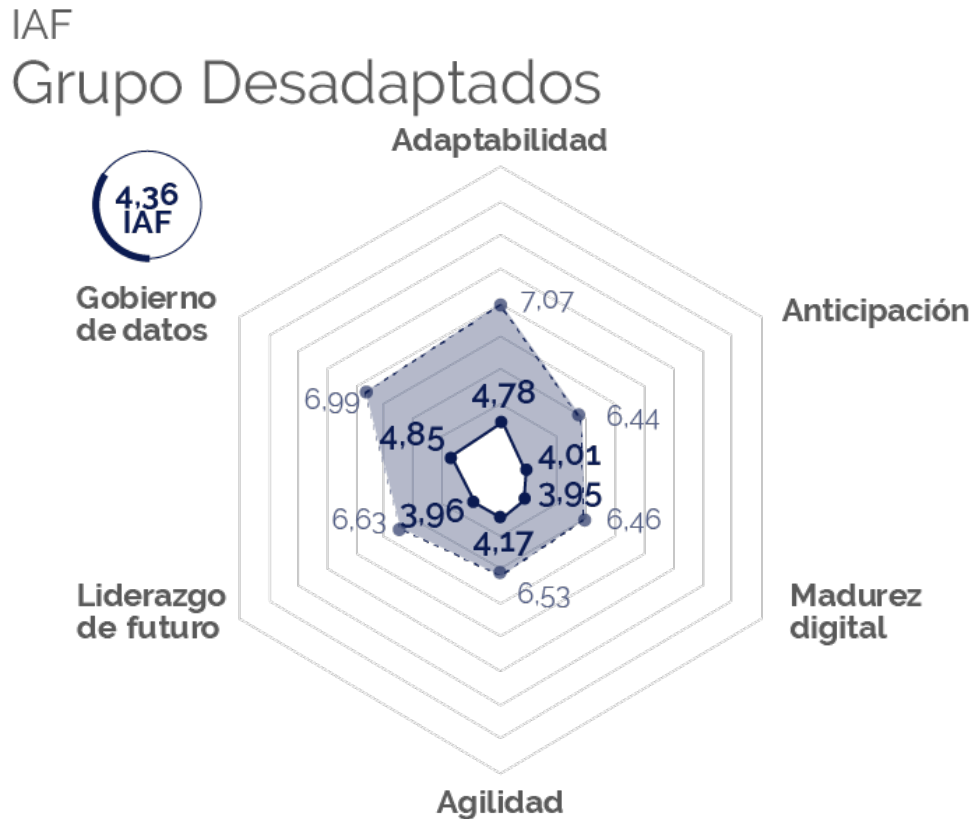 IAF
Grupo Desadaptados
Adaptabilidad
4,36
IAF
Gobierno
de datos
Anticipación
7,07
6,99
4,78
6,44
4,85
4,01
3,95
6,63
3,96
6,46
4,17
6,53
Liderazgo
de futuro
Madurez
digital
Agilidad